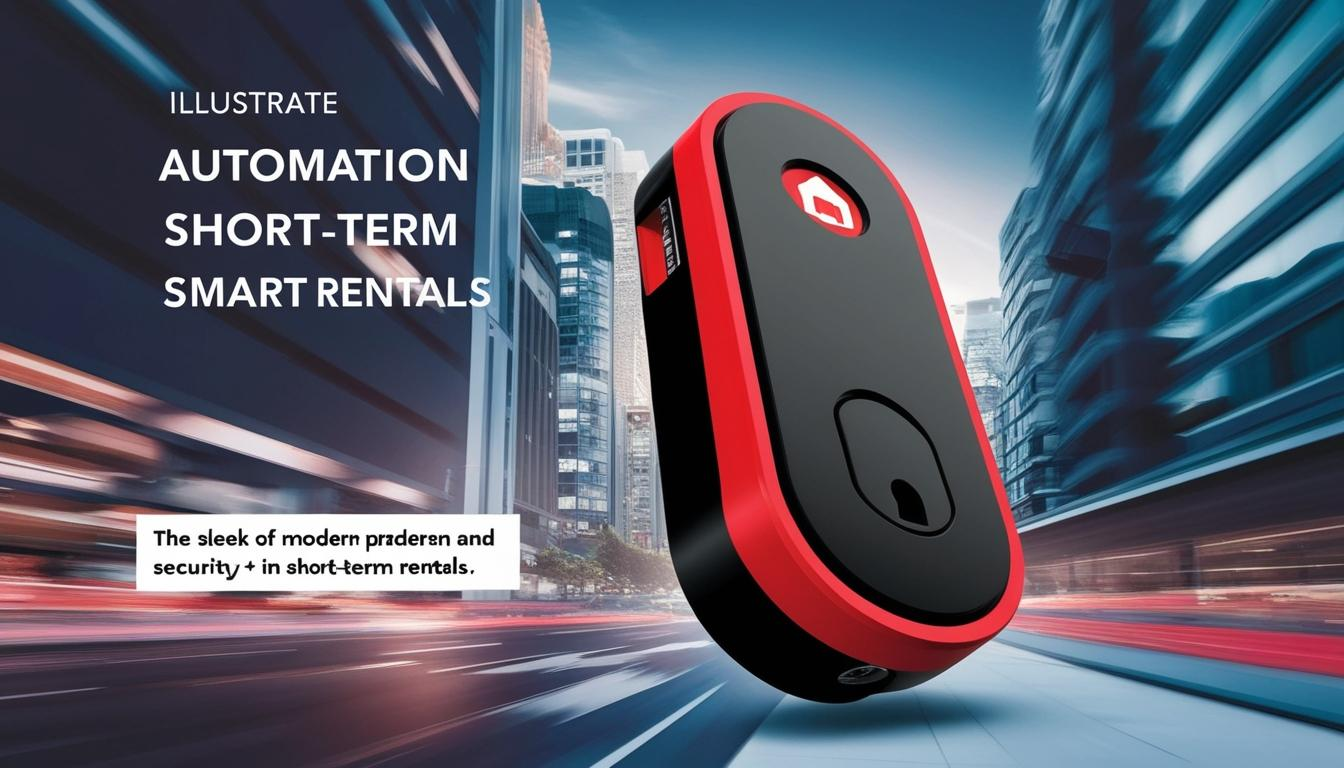 ILLUSTRATE
AUTOMATION
SHORT-TERM
SMART RENTALS
The sleek of modern pradersn and
security + in short-term rentals.